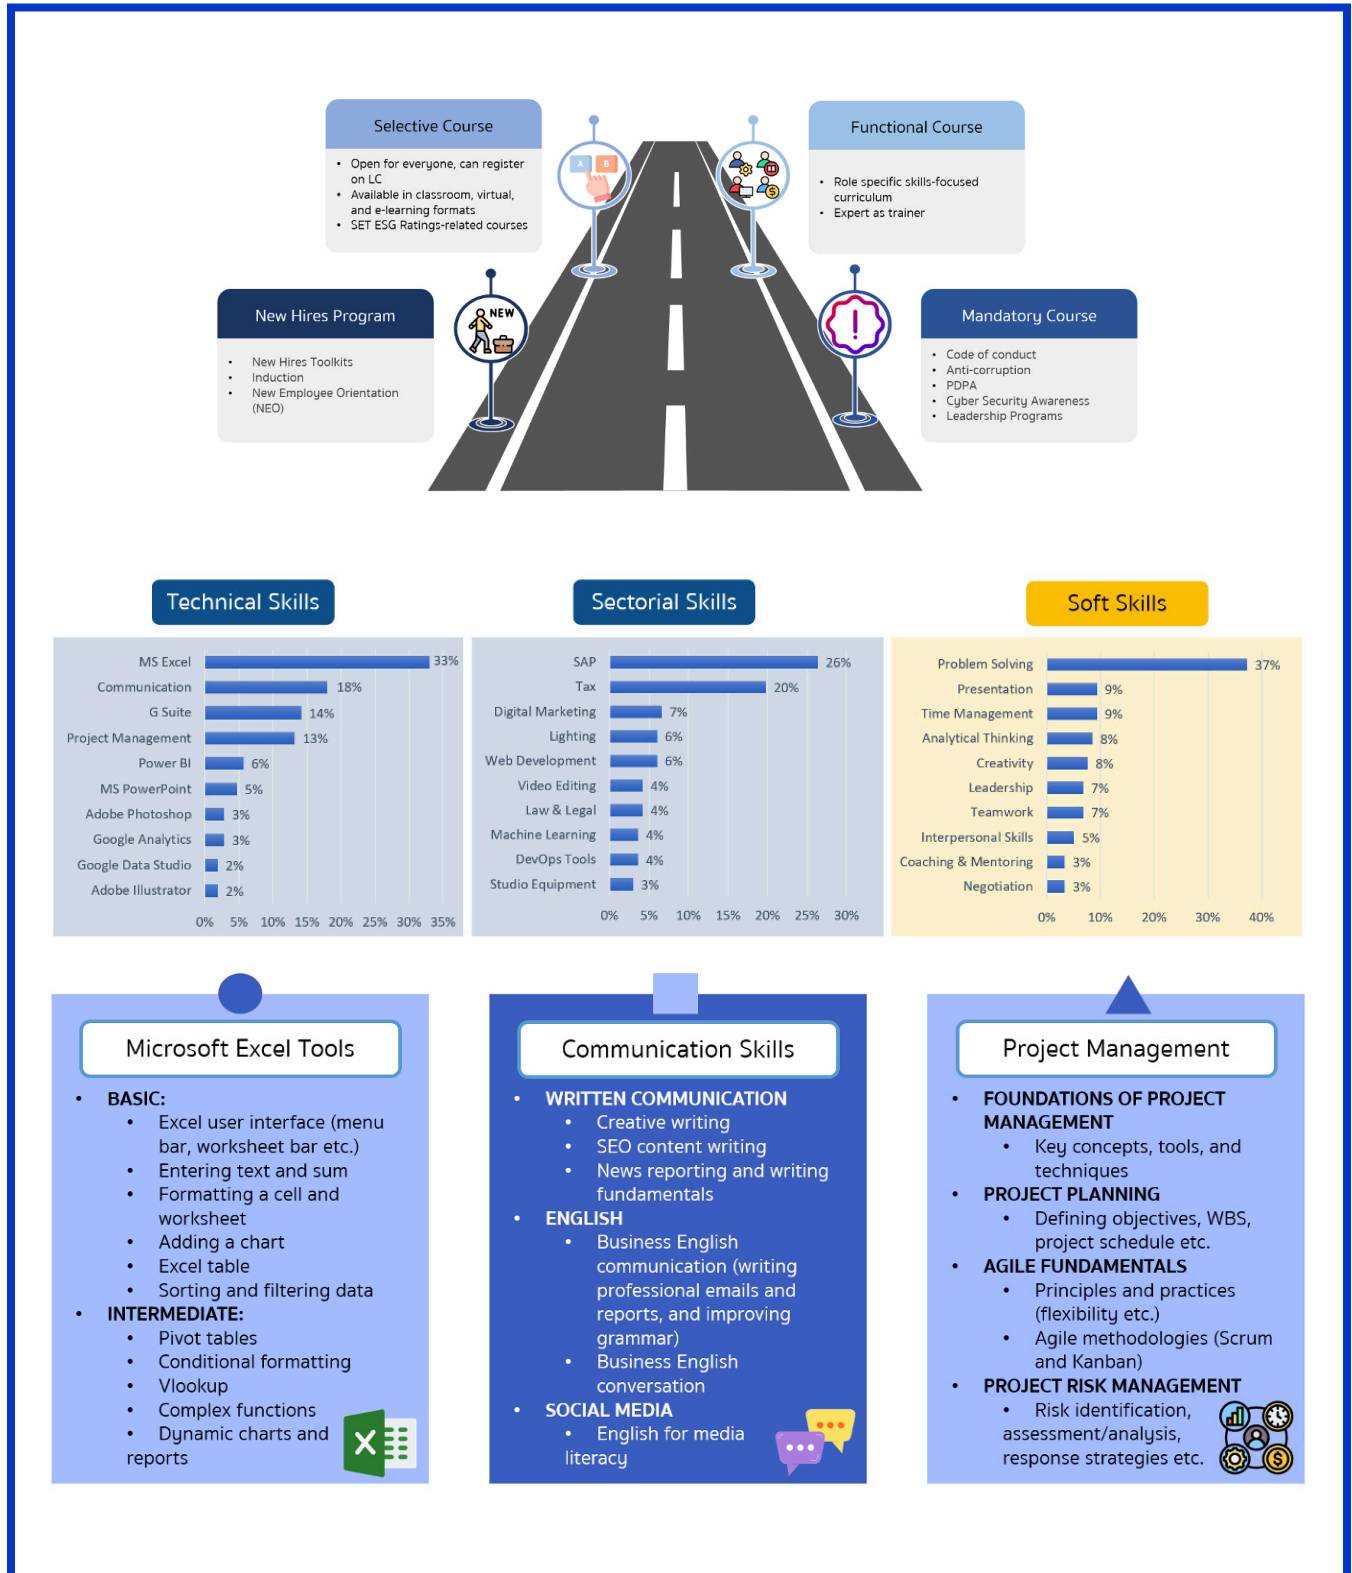 Selective Course
• Open for everyone, can register
on LC
• Available in classroom, virtual,
and e-learning formats
• SET ESG Ratings-related courses
A B
Functional Course
• Role specific skills-focused
curriculum
• Expert as trainer
New Hires Program
• New Hires Toolkits
• Induction
• New Employee Orientation
(NEO)
NEW
!
Mandatory Course
• Code of conduct
• Anti-corruption
• PDPA
• Cyber Security Awareness
• Leadership Programs
Technical Skills
MS Excel 33%
Communication 18%
G Suite 14%
Project Management 13%
Power BI 6%
MS PowerPoint 5%
Adobe Photoshop 3%
Google Analytics 3%
Google Data Studio 2%
Adobe Illustrator 2%
0% 5% 10% 15% 20% 25% 30% 35%
Sectorial Skills
SAP 26%
Tax 20%
Digital Marketing 7%
Lighting 6%
Web Development 6%
Video Editing 4%
Law & Legal 4%
Machine Learning 4%
DevOps Tools 4%
Studio Equipment 3%
0% 5% 10% 15% 20% 25% 30%
Soft Skills
Problem Solving 37%
Presentation 9%
Time Management 9%
Analytical Thinking 8%
Creativity 8%
Leadership 7%
Teamwork 7%
Interpersonal Skills 5%
Coaching & Mentoring 3%
Negotiation 3%
0% 10% 20% 30% 40%
Microsoft Excel Tools
• BASIC:
• Excel user interface (menu
bar, worksheet bar etc.)
• Entering text and sum
• Formatting a cell and
worksheet
• Adding a chart
• Excel table
• Sorting and filtering data
• INTERMEDIATE:
• Pivot tables
• Conditional formatting
• Vlookup
• Complex functions
• Dynamic charts and
reports
X
Communication Skills
• WRITTEN COMMUNICATION
• Creative writing
• SEO content writing
• News reporting and writing
fundamentals
• ENGLISH
• Business English
communication (writing
professional emails and
reports, and improving
grammar)
• Business English
conversation
• SOCIAL MEDIA
• English for media
literacy
Project Management
• FOUNDATIONS OF PROJECT
MANAGEMENT
• Key concepts, tools, and
techniques
• PROJECT PLANNING
• Defining objectives, WBS,
project schedule etc.
• AGILE FUNDAMENTALS
• Principles and practices
(flexibility etc.)
• Agile methodologies (Scrum
and Kanban)
• PROJECT RISK MANAGEMENT
• Risk identification,
assessment/analysis,
response strategies etc.
$